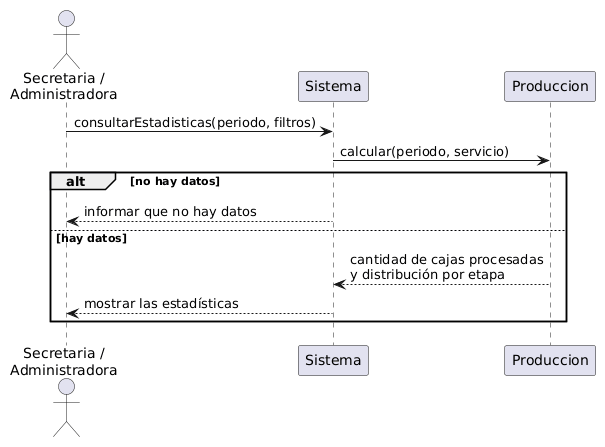 Secretaria /
Administradora
Sistema
Produccion
consultarEstadisticas(periodo, filtros)
calcular(periodo, servicio)
alt [no hay datos]
informar que no hay datos
[hay datos]
cantidad de cajas procesadas
y distribución por etapa
mostrar las estadísticas
Secretaria /
Administradora
Sistema
Produccion